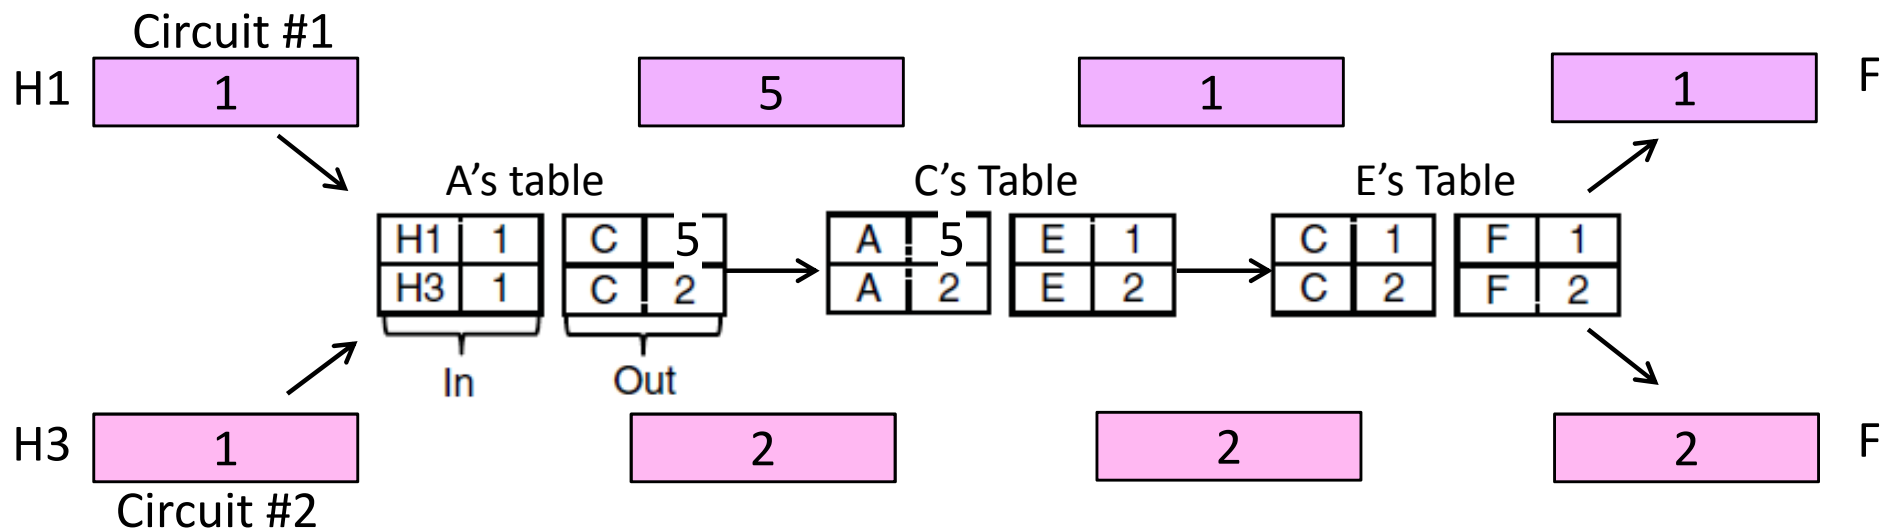 Circuit #1
H1 1 5 1 1 F
A’s table C’s Table E’s Table
H1 1 C 5 A 5 E 1 C 1 F 1
H3 1 C 2 A 2 E 2 C 2 F 2
In Out
H3 1 2 2 2 F
Circuit #2